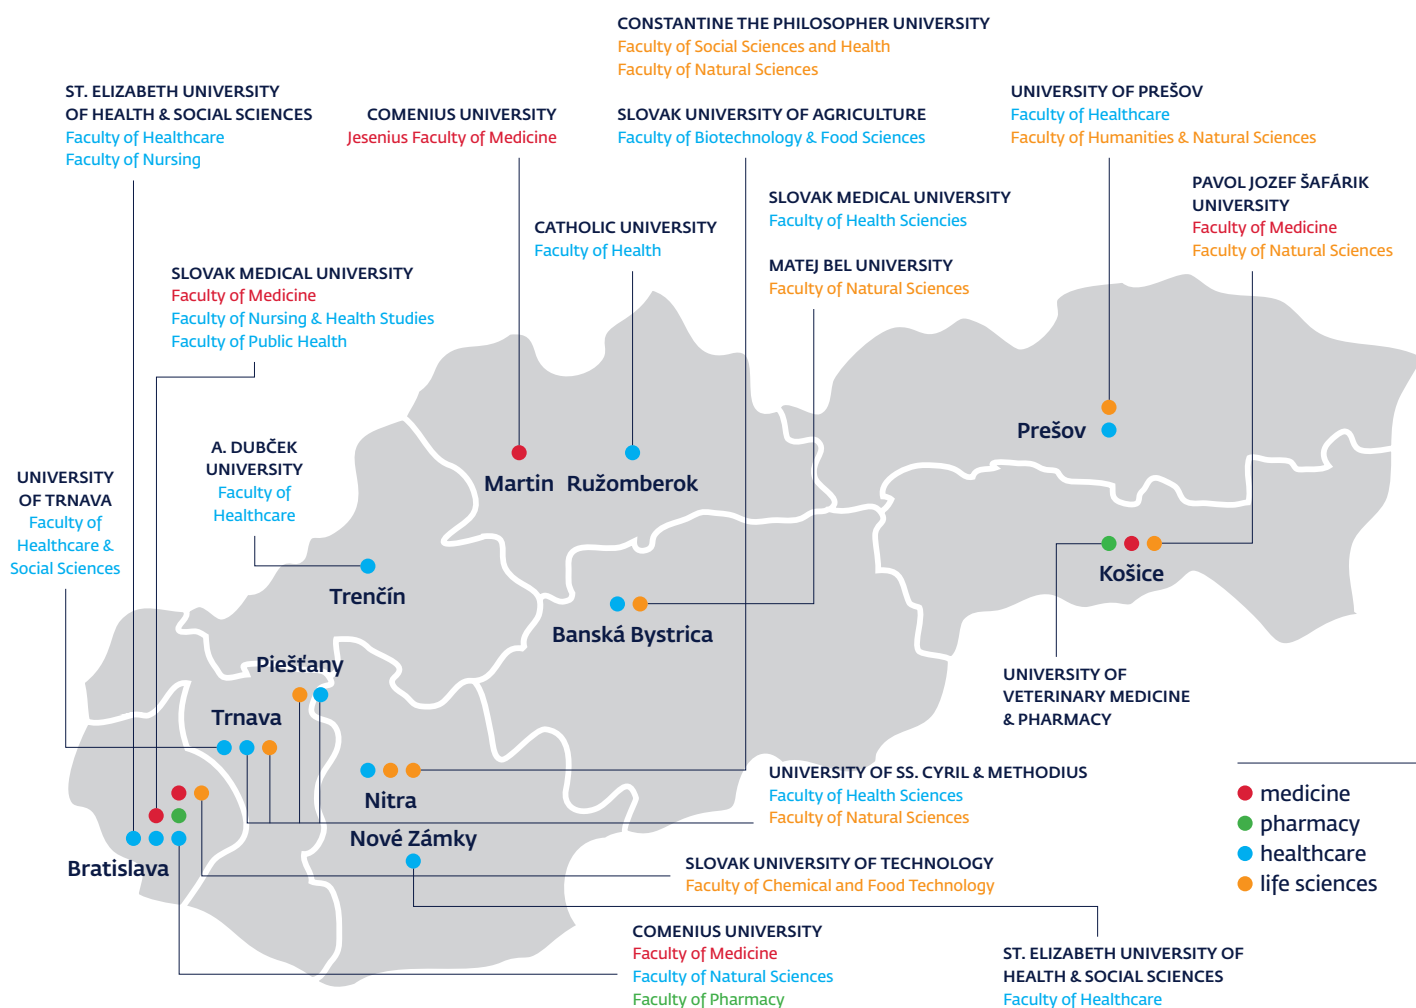 CONSTANTINE THE PHILOSOPHER UNIVERSITY
Faculty of Social Sciences and Health
Faculty of Natural Sciences
ST. ELIZABETH UNIVERSITY
OF HEALTH & SOCIAL SCIENCES
Faculty of Healthcare
Faculty of Nursing
COMENIUS UNIVERSITY
Jesenius Faculty of Medicine
SLOVAK UNIVERSITY OF AGRICULTURE
Faculty of Biotechnology & Food Sciences
UNIVERSITY OF PREŠOV
Faculty of Healthcare
Faculty of Humanities & Natural Sciences
PAVOL JOZEF ŠAFÁRIK
UNIVERSITY
Faculty of Medicine
Faculty of Natural Sciences
SLOVAK MEDICAL UNIVERSITY
Faculty of Health Sciencies
CATHOLIC UNIVERSITY
Faculty of Health
MATEJ BEL UNIVERSITY
Faculty of Natural Sciences
SLOVAK MEDICAL UNIVERSITY
Faculty of Medicine
Faculty of Nursing & Health Studies
Faculty of Public Health
A. DUBČEK
UNIVERSITY
Faculty of
Healthcare
UNIVERSITY
OF TRNAVA
Faculty of
Healthcare &
Social Sciences
Prešov
Martin
Ružomberok
Košice
Trenčín
Banská Bystrica
Piešťany
Trnava
Nitra
Nové Zámky
Bratislava
UNIVERSITY OF
VETERINARY MEDICINE
& PHARMACY
UNIVERSITY OF SS. CYRIL & METHODIUS
Faculty of Health Sciences
Faculty of Natural Sciences
medicine
pharmacy
healthcare
life sciences
SLOVAK UNIVERSITY OF TECHNOLOGY
Faculty of Chemical and Food Technology
COMENIUS UNIVERSITY
Faculty of Medicine
Faculty of Natural Sciences
Faculty of Pharmacy
ST. ELIZABETH UNIVERSITY OF
HEALTH & SOCIAL SCIENCES
Faculty of Healthcare